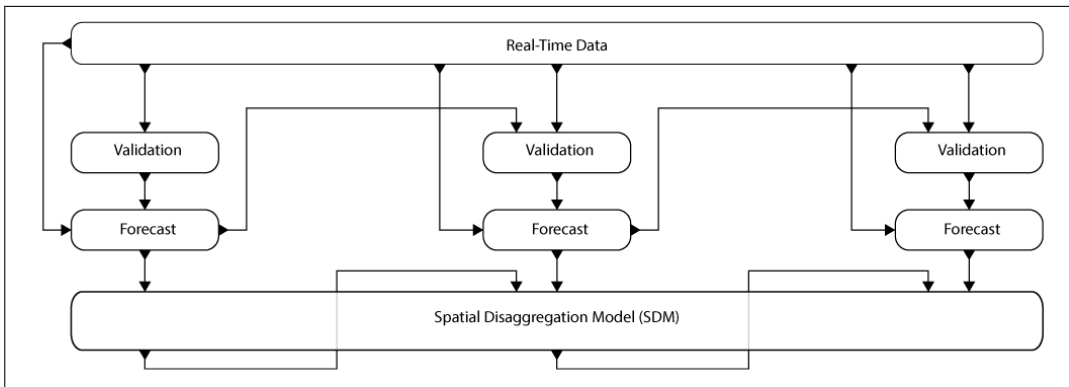 Real-Time Data
Validation
Validation
Validation
Forecast
Forecast
Forecast
Spatial Disaggregation Model (SDM)